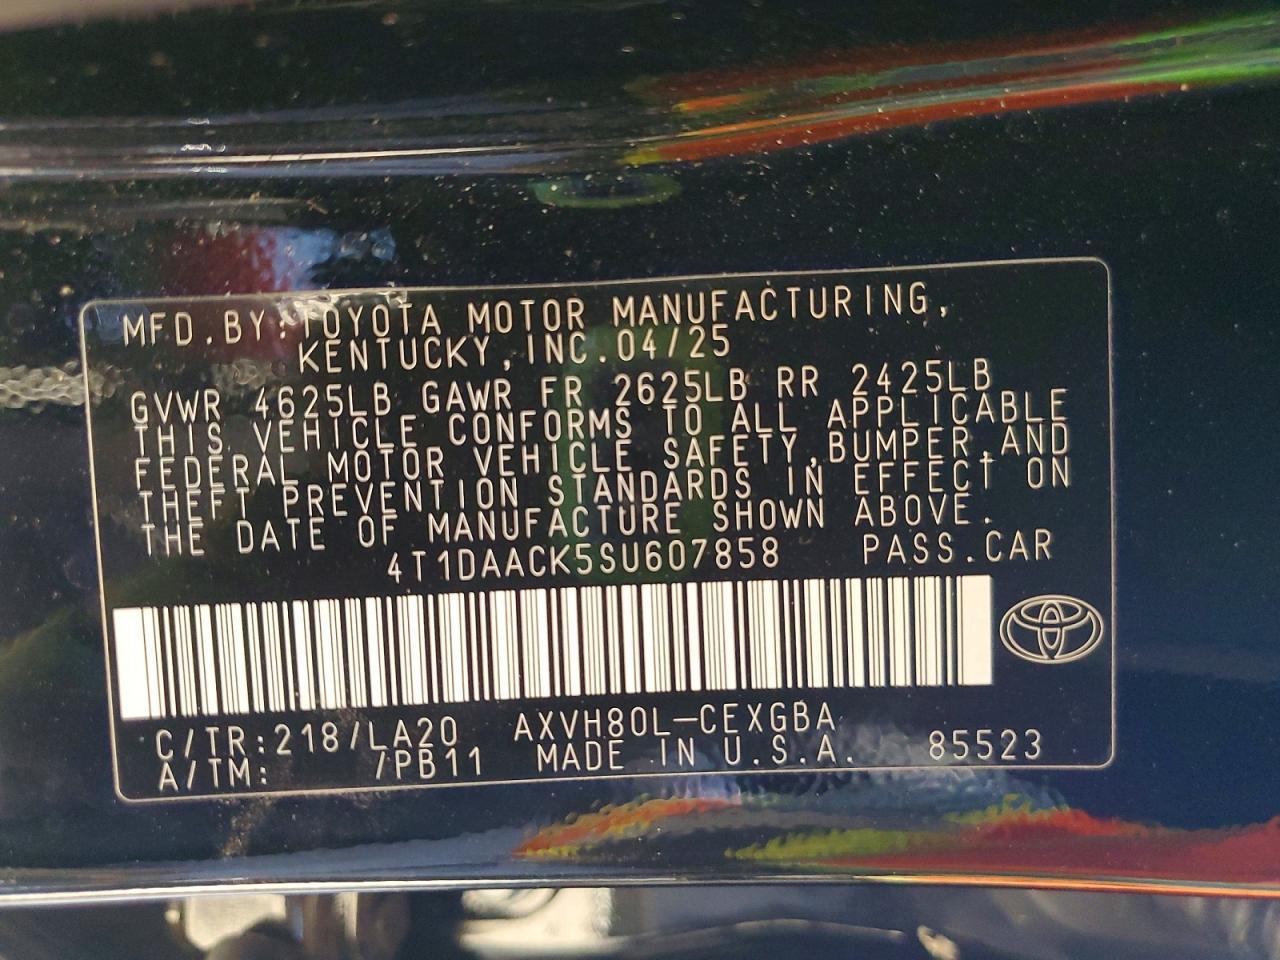 MFD.BY:TOYOTA MOTOR MANUFACTURING,
KENTUCKY,INC.04/25
GVWR 4625LB GAWR FR 2625LB RR 2425LB
THIS VEHICLE CONFORMS TO ALL APPLICABLE
FEDERAL MOTOR VEHICLE SAFETY,BUMPER,AND
THEFT PREVENTION STANDARDS IN EFFECT ON
THE DATE OF MANUFACTURE SHOWN ABOVE.
4T1DAACK5SU607858 PASS.CAR
C/TR:218/LA20 AXVH80L-CEXGBA
A/TM: /PB11 MADE IN U.S.A. 85523